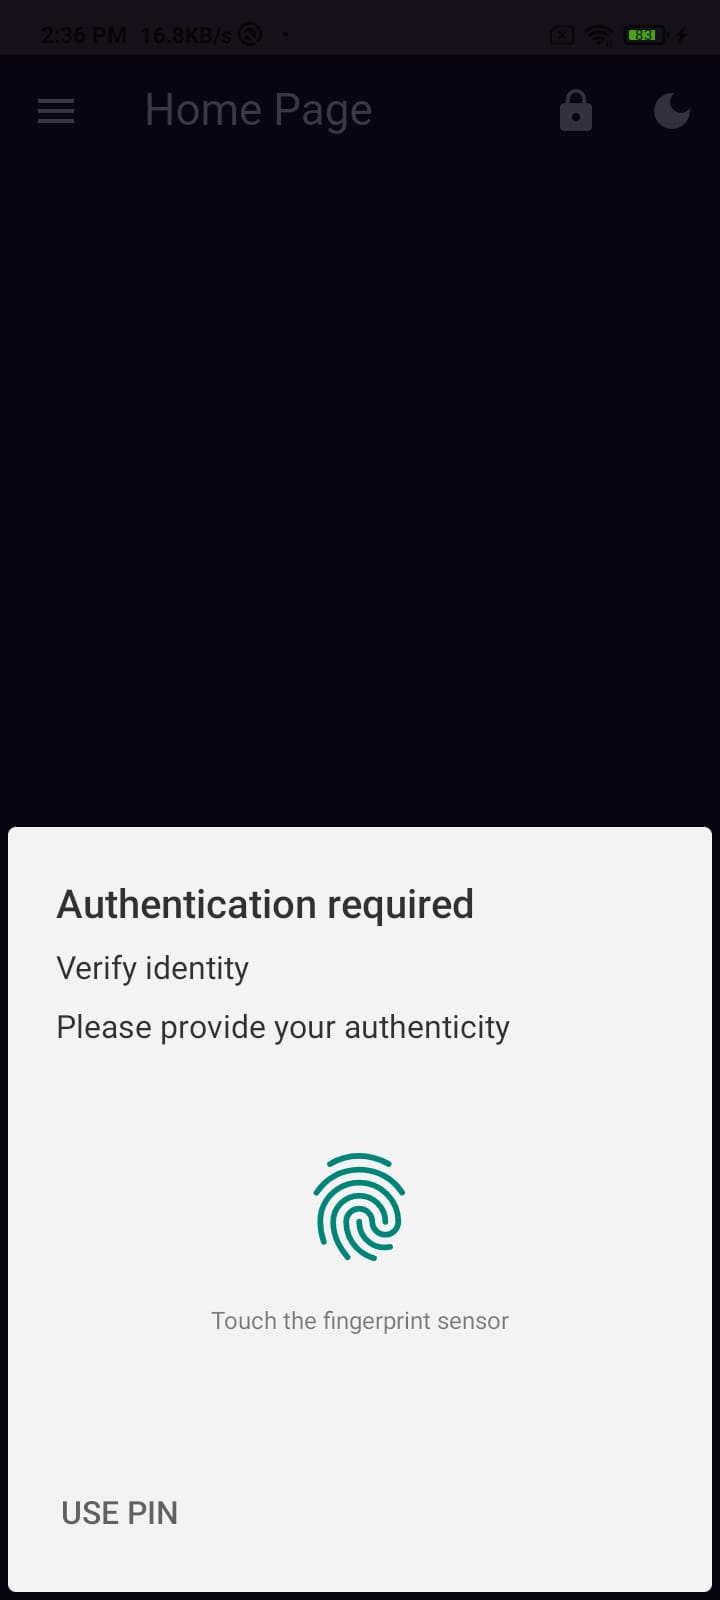 2:36 PM 16.8KB/s
83
Home Page
Authentication required
Verify identity
Please provide your authenticity
Touch the fingerprint sensor
USE PIN